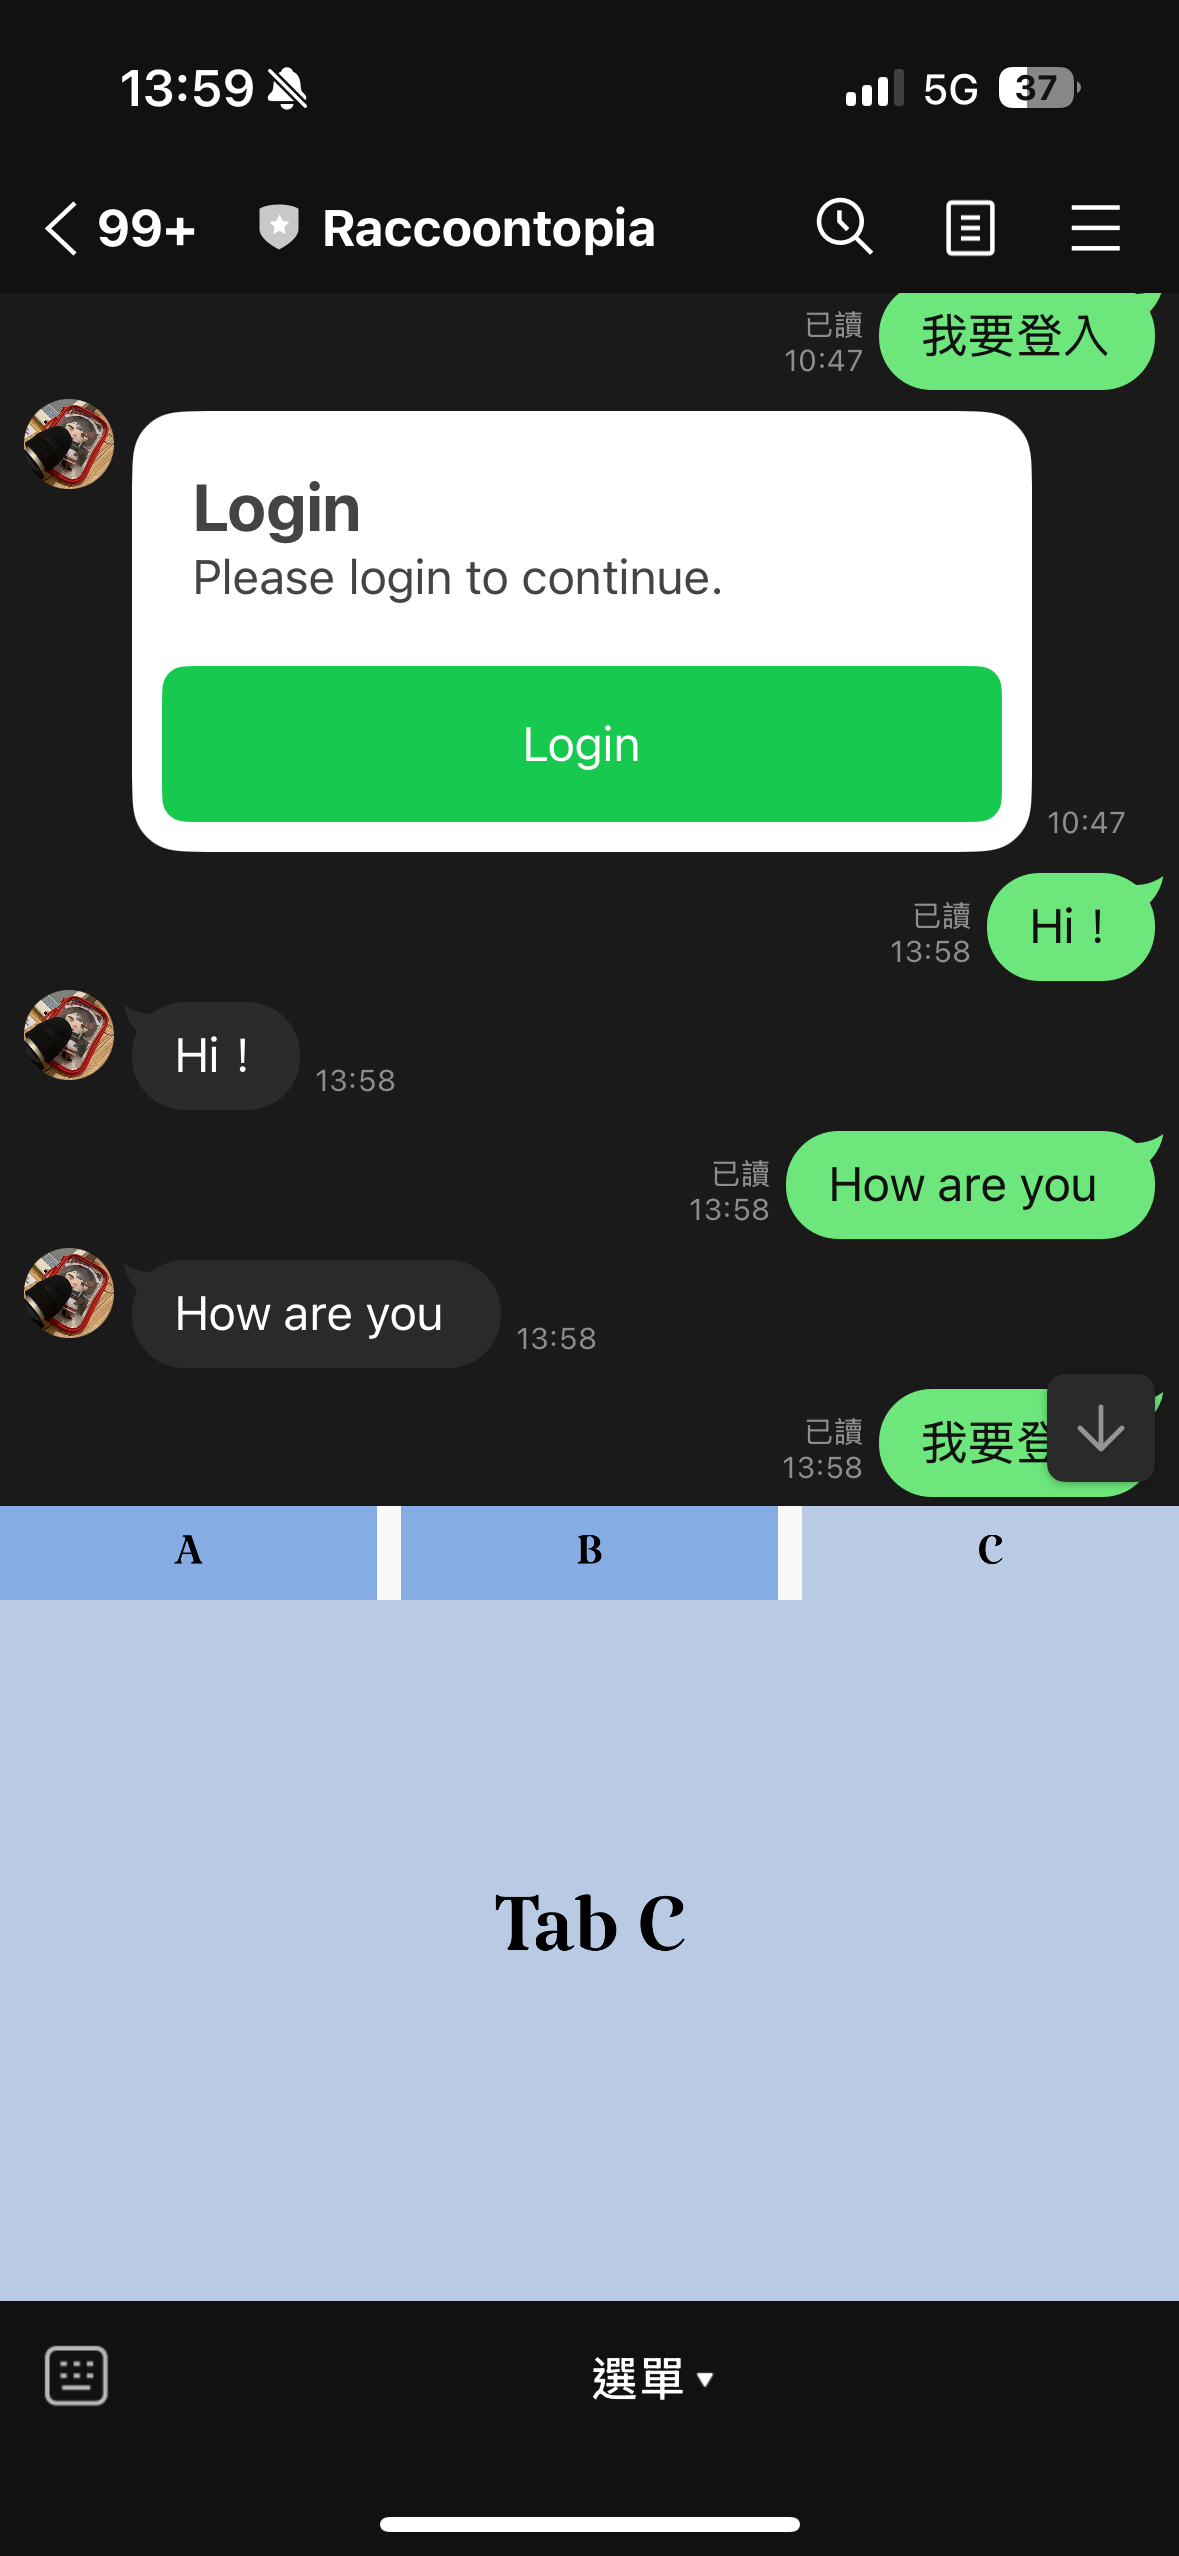 13:59 5G 37
99+ Raccoontopia
已讀
10:47
我要登入
Login
Please login to continue.
Login
10:47
已讀
13:58
Hi！
Hi！
13:58
已讀
13:58
How are you
How are you
13:58
已讀
13:58
我要登
A B C
Tab C
選單